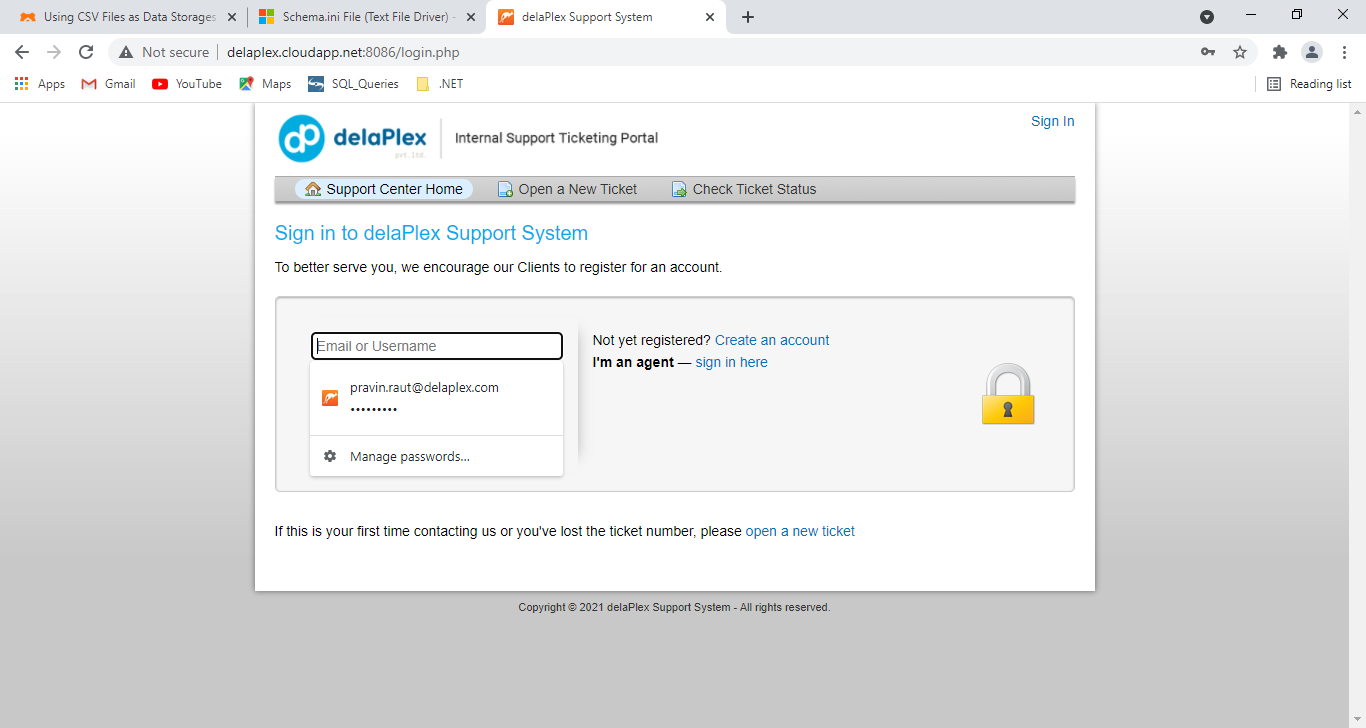 Using CSV Files as Data Storages
Schema.ini File (Text File Driver) -
delaPlex Support System
Not secure
delaplex.cloudapp.net:8086/login.php
Apps
Gmail
YouTube
Maps
SQL_Queries
.NET
Reading list
dp delaPlex
pvt.ltd.
Internal Support Ticketing Portal
Sign In
Support Center Home
Open a New Ticket
Check Ticket Status
Sign in to delaPlex Support System
To better serve you, we encourage our Clients to register for an account.
Email or Username
pravin.raut@delaplex.com
•••••••••
Manage passwords...
Not yet registered? Create an account
I'm an agent — sign in here
If this is your first time contacting us or you've lost the ticket number, please open a new ticket
Copyright © 2021 delaPlex Support System - All rights reserved.